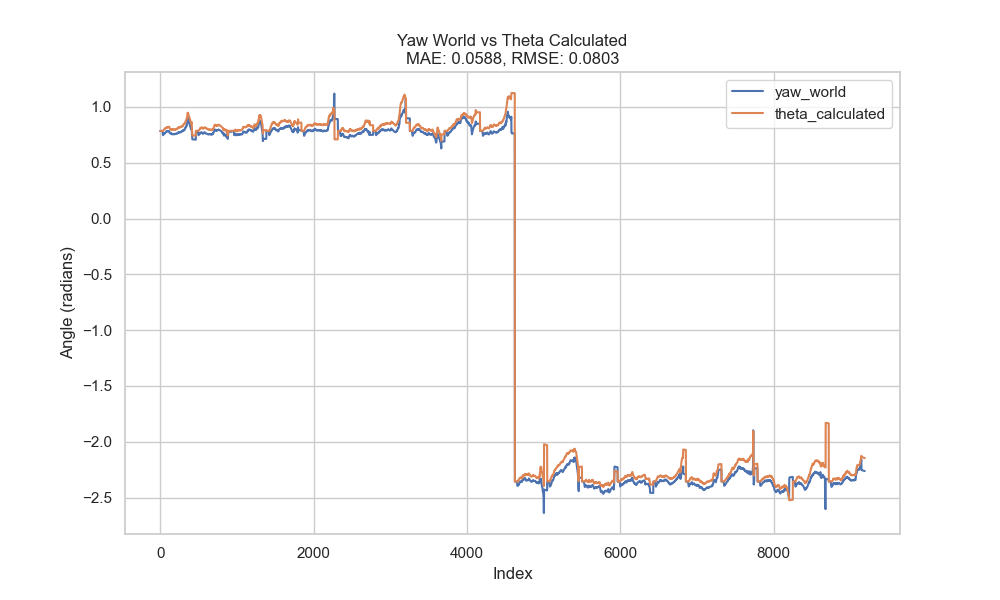 Yaw World vs Theta Calculated
MAE: 0.0588, RMSE: 0.0803
yaw_world
theta_calculated
1.0
0.5
0.0
−0.5
−1.0
−1.5
−2.0
−2.5
Angle (radians)
0
2000
4000
6000
8000
Index